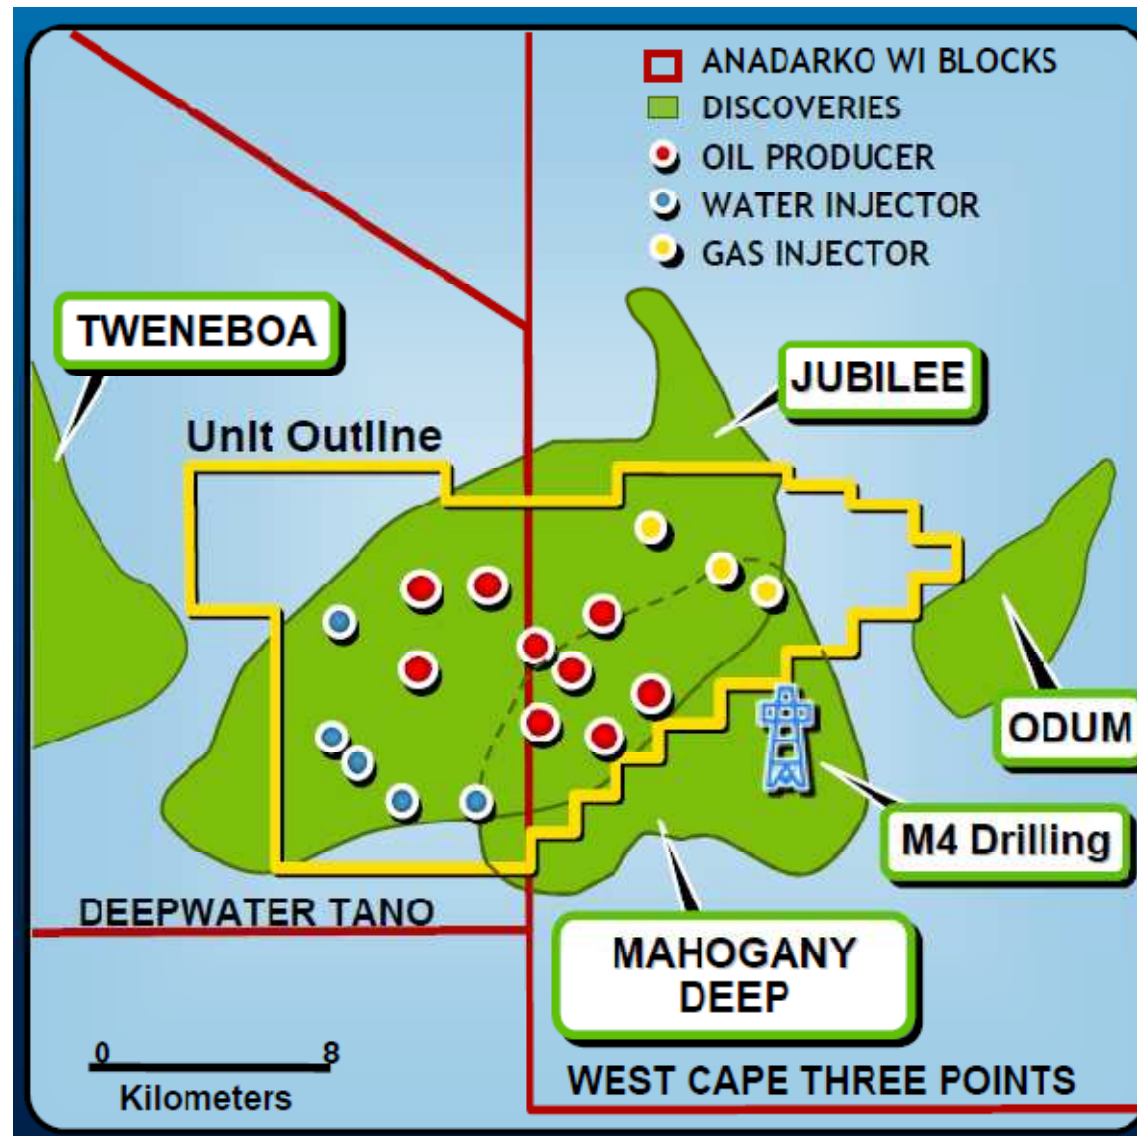 ANADARKO WI BLOCKS
DISCOVERIES
OIL PRODUCER
WATER INJECTOR
GAS INJECTOR
TWENEBOA
JUBILEE
Unit Outline
ODUM
M4 Drilling
DEEPWATER TANO
MAHOGANY
DEEP
0 8
Kilometers
WEST CAPE THREE POINTS